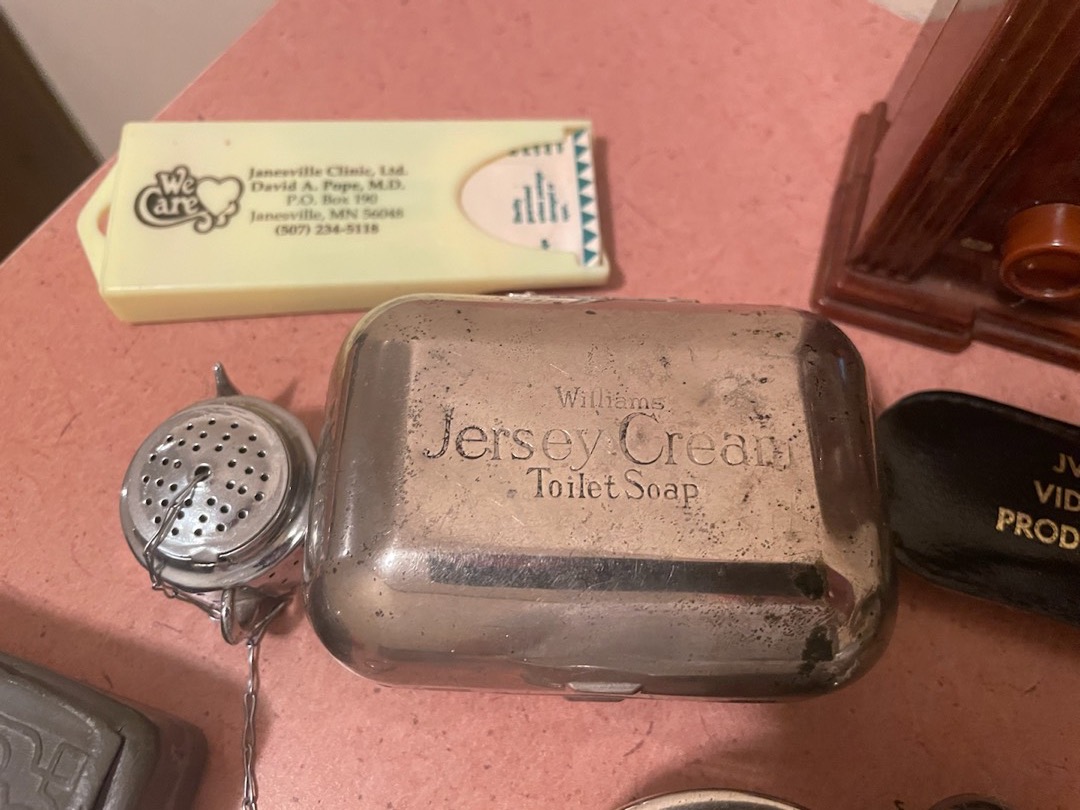 We
Care
Janesville Clinic, Ltd.
David A. Pope, M.D.
P.O. Box 190
Janesville, MN 56048
(507) 234-5118
Williams
Jersey Cream
Toilet Soap
JV
VID
PROD